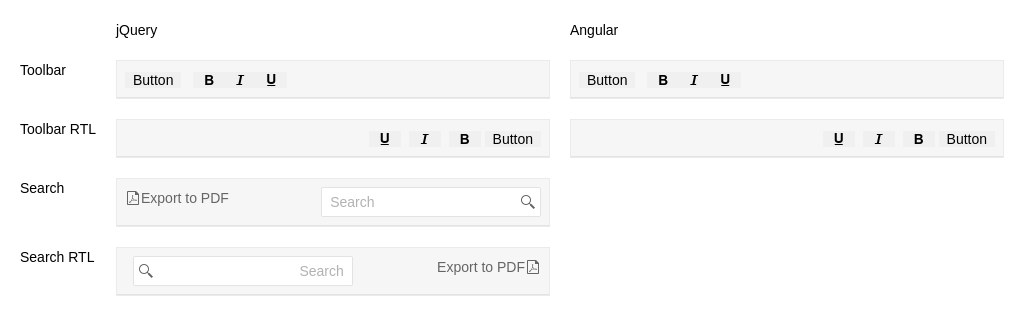 jQuery Angular
Toolbar Button B I U Button B I U
Toolbar RTL U I B Button U I B Button
Search Export to PDF Search
Search RTL Search Export to PDF